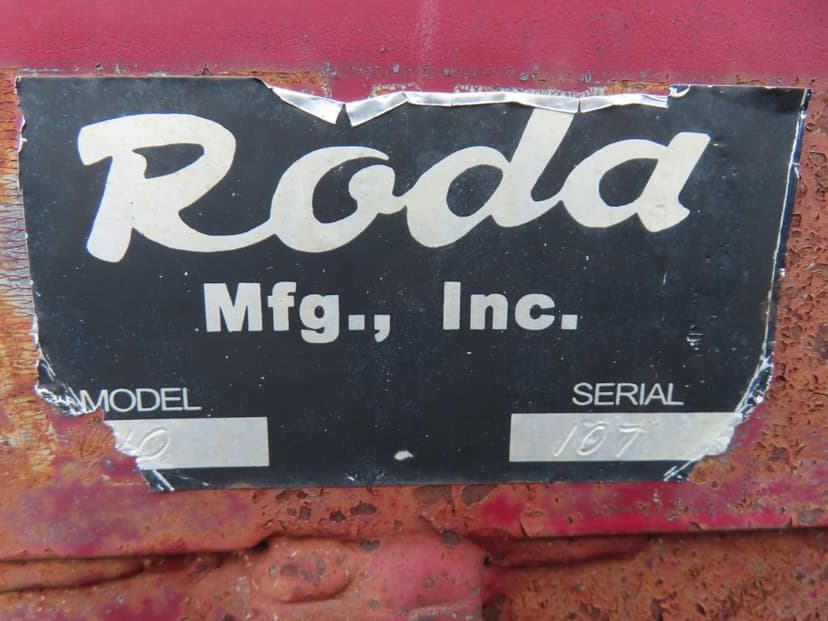 Roda
Mfg., Inc.
MODEL SERIAL
107